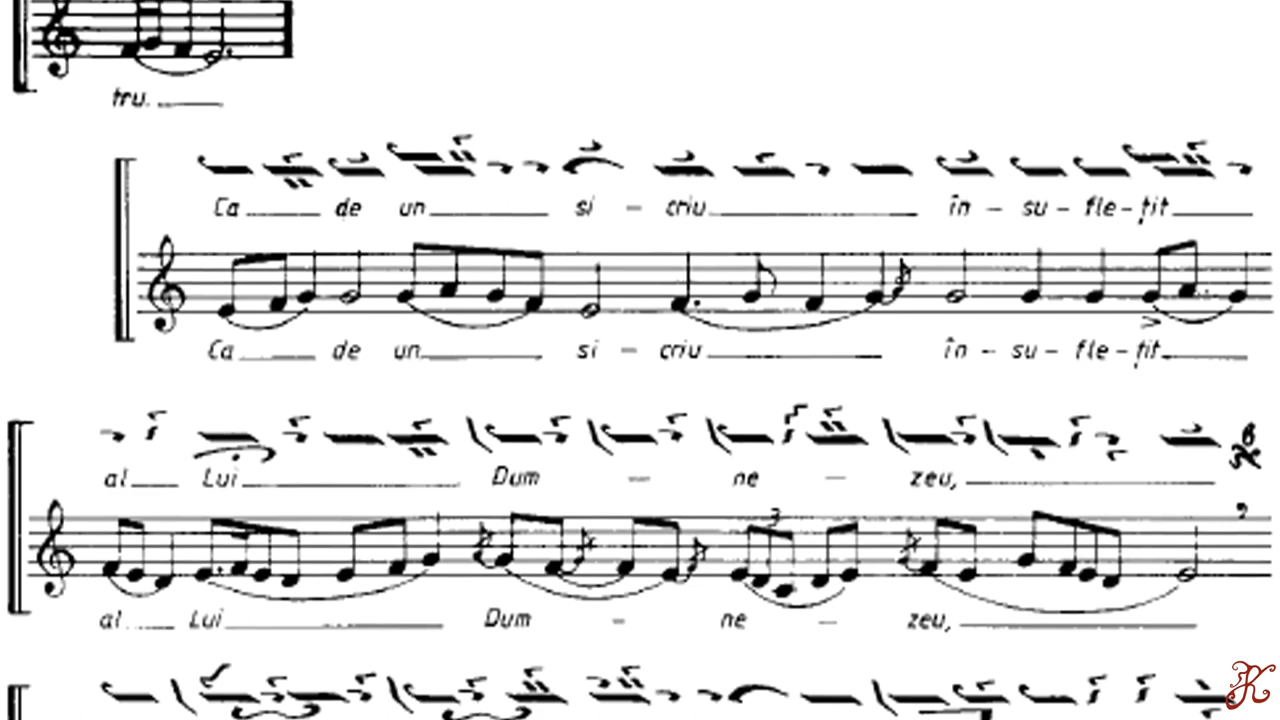 tru.
Ca de un si - criu în - su - fle - țit
Ca de un si - criu în - su - fle - țit
al Lui Dum - ne - zeu,
3
al Lui Dum - ne - zeu,
K